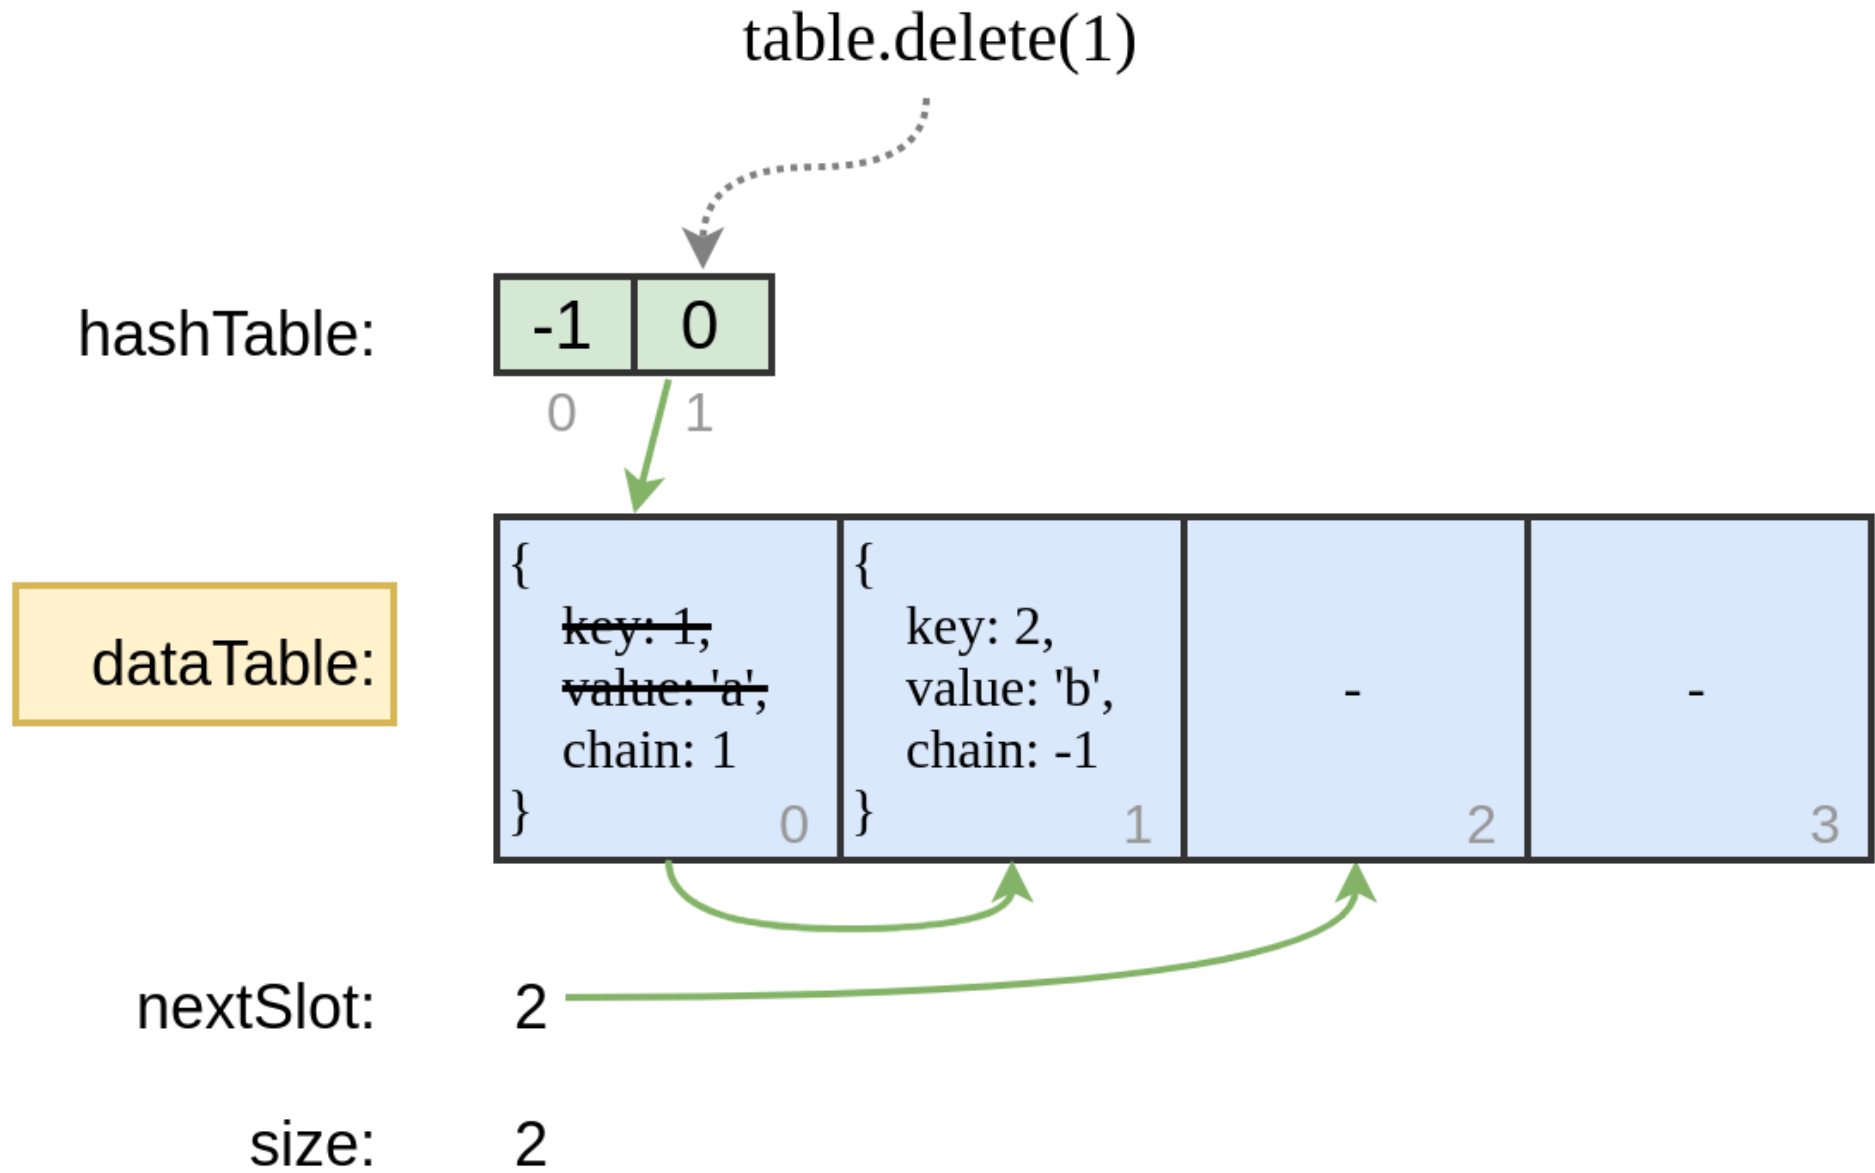 table.delete(1)
hashTable:
-1 0
0 1
dataTable:
{
key: 1,
value: 'a',
chain: 1
}
0
{
key: 2,
value: 'b',
chain: -1
}
1
-
2
-
3
nextSlot: 2
size: 2